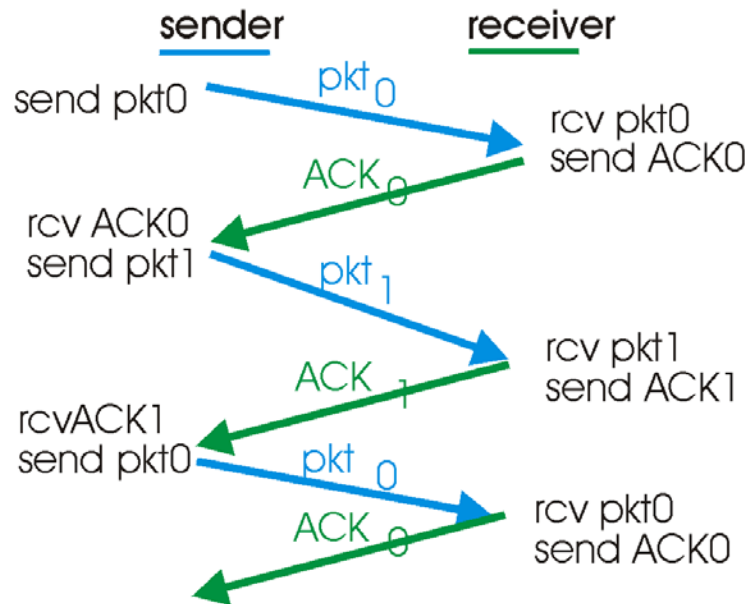 sender
receiver
send pkt0
pkt0
rcv pkt0
send ACK0
ACK0
rcv ACK0
send pkt1
pkt1
rcv pkt1
send ACK1
ACK1
rcvACK1
send pkt0
pkt0
rcv pkt0
send ACK0
ACK0